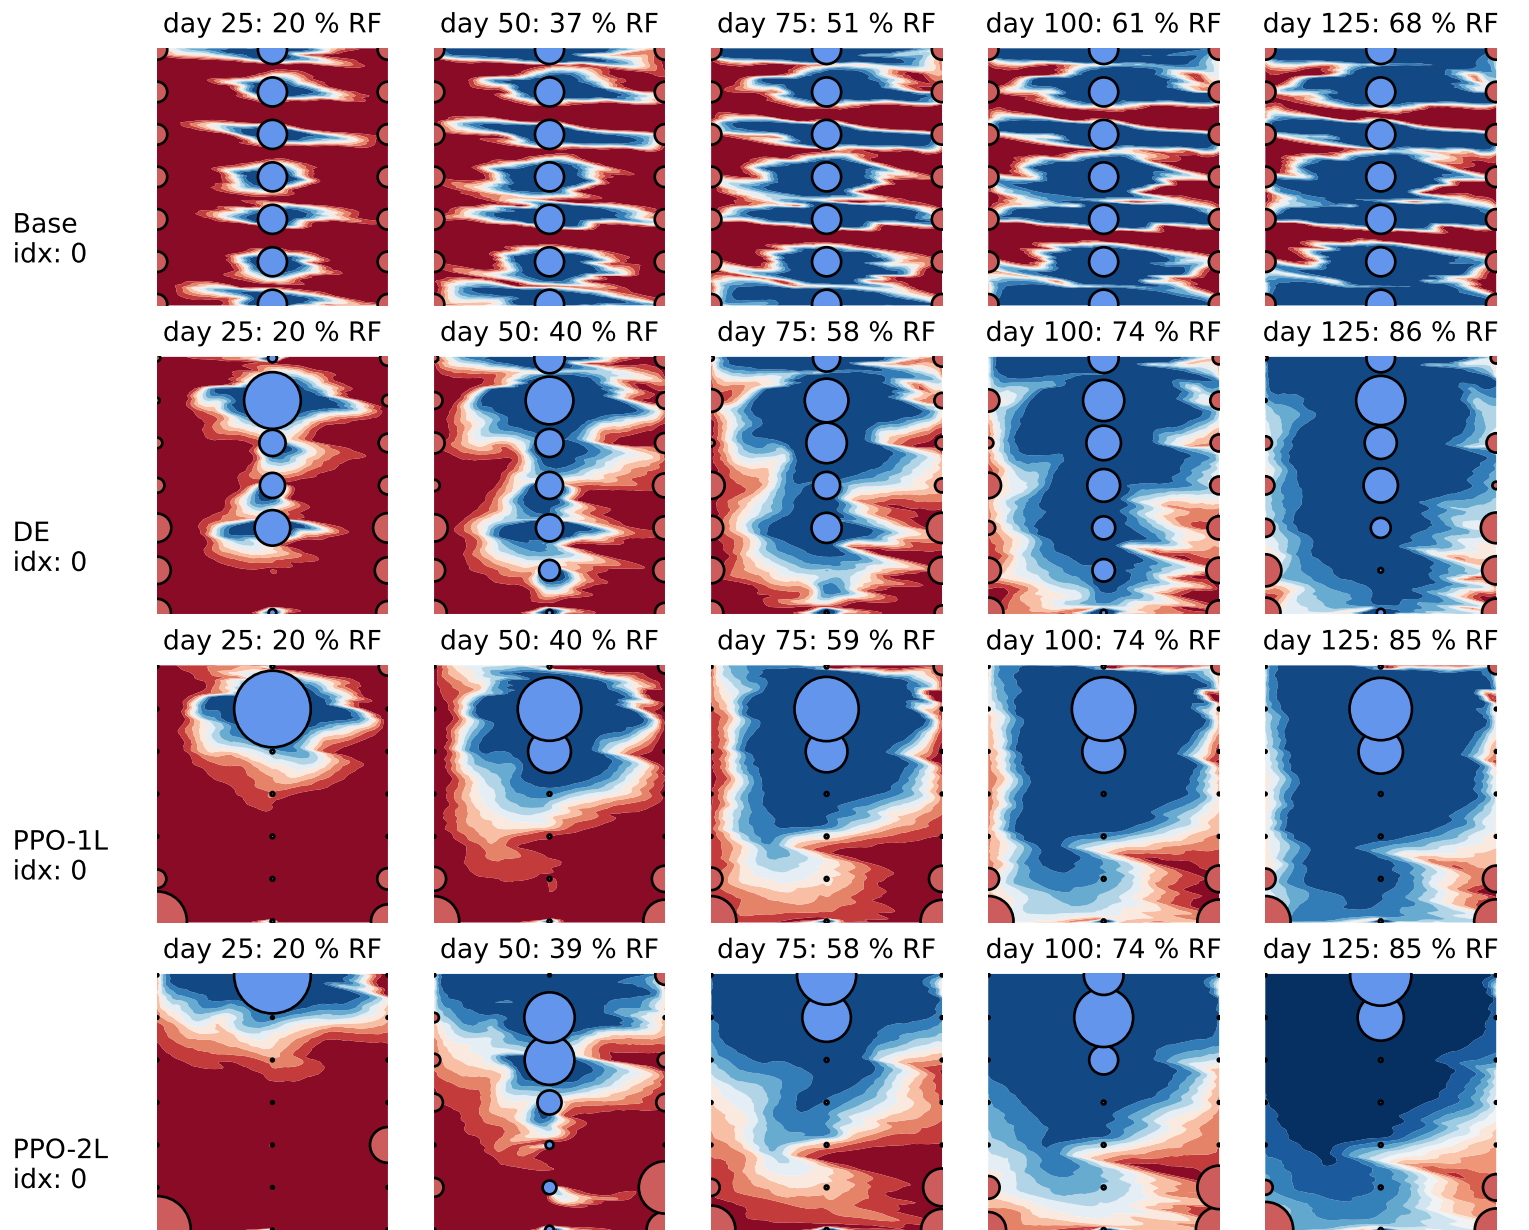 day 25: 20 % RF
day 50: 37 % RF
day 75: 51 % RF
day 100: 61 % RF
day 125: 68 % RF
Base
idx: 0
day 25: 20 % RF
day 50: 40 % RF
day 75: 58 % RF
day 100: 74 % RF
day 125: 86 % RF
DE
idx: 0
day 25: 20 % RF
day 50: 40 % RF
day 75: 59 % RF
day 100: 74 % RF
day 125: 85 % RF
PPO-1L
idx: 0
day 25: 20 % RF
day 50: 39 % RF
day 75: 58 % RF
day 100: 74 % RF
day 125: 85 % RF
PPO-2L
idx: 0